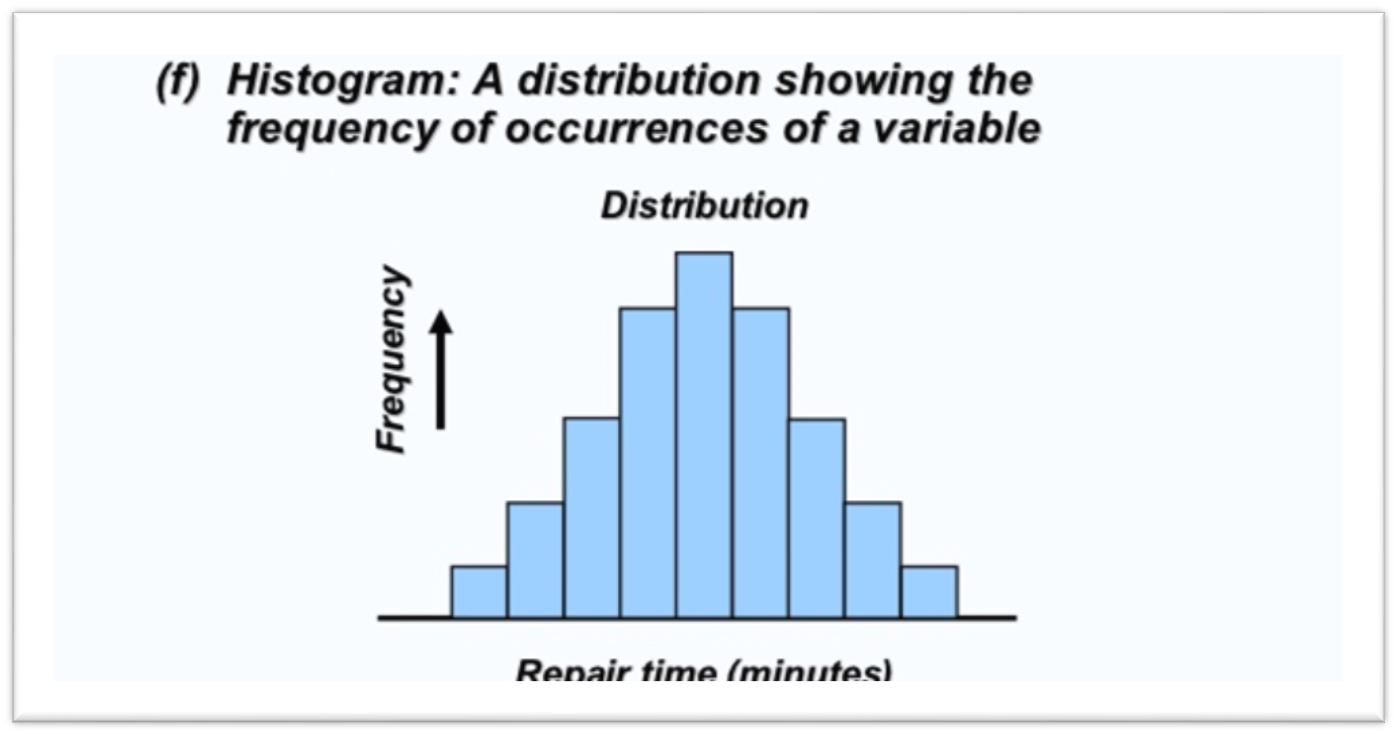 (f) Histogram: A distribution showing the
frequency of occurrences of a variable
Distribution
Frequency
Repair time (minutes)